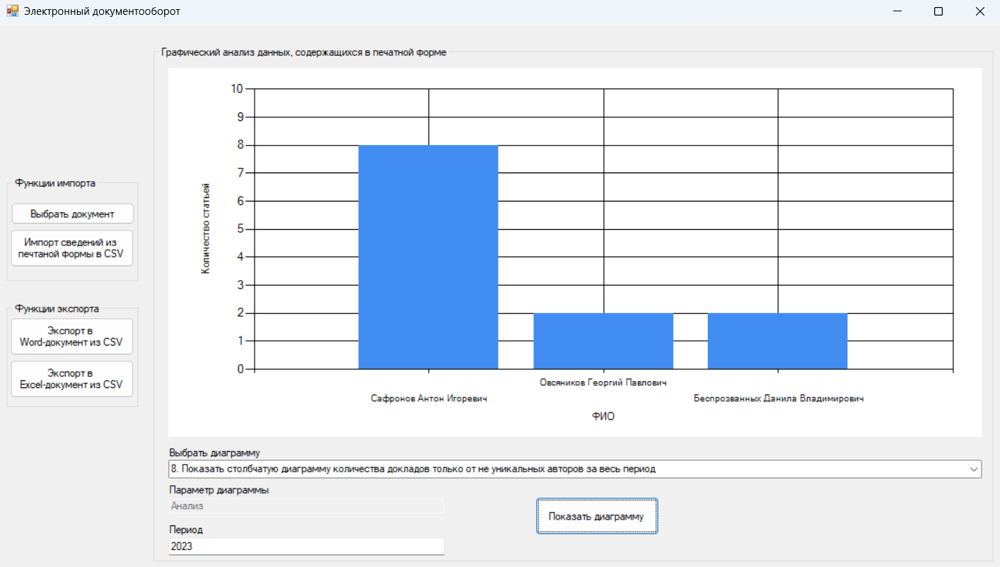 Электронный документооборот
Графический анализ данных, содержащихся в печатной форме
10
9
8
7
6
5
4
3
2
1
0
Количество статьей
Сафронов Антон Игоревич
Овсяников Георгий Павлович
Беспрозванных Данила Владимирович
ФИО
Функции импорта
Выбрать документ
Импорт сведений из
печтаной формы в CSV
Функции экспорта
Экспорт в
Word-документ из CSV
Экспорт в
Excel-документ из CSV
Выбрать диаграмму
8. Показать столбчатую диаграмму количества докладов только от не уникальных авторов за весь период
Параметр диаграммы
Анализ
Показать диаграмму
Период
2023